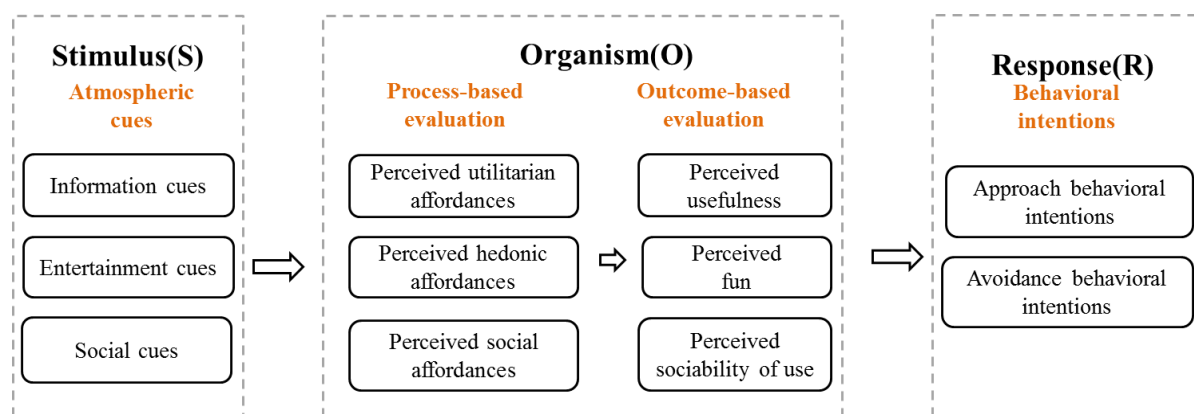 Stimulus(S)
Atmospheric
cues
Information cues
Entertainment cues
Social cues
Organism(O)
Process-based
evaluation
Perceived utilitarian
affordances
Perceived hedonic
affordances
Perceived social
affordances
Outcome-based
evaluation
Perceived
usefulness
Perceived
fun
Perceived
sociability of use
Response(R)
Behavioral
intentions
Approach behavioral
intentions
Avoidance behavioral
intentions